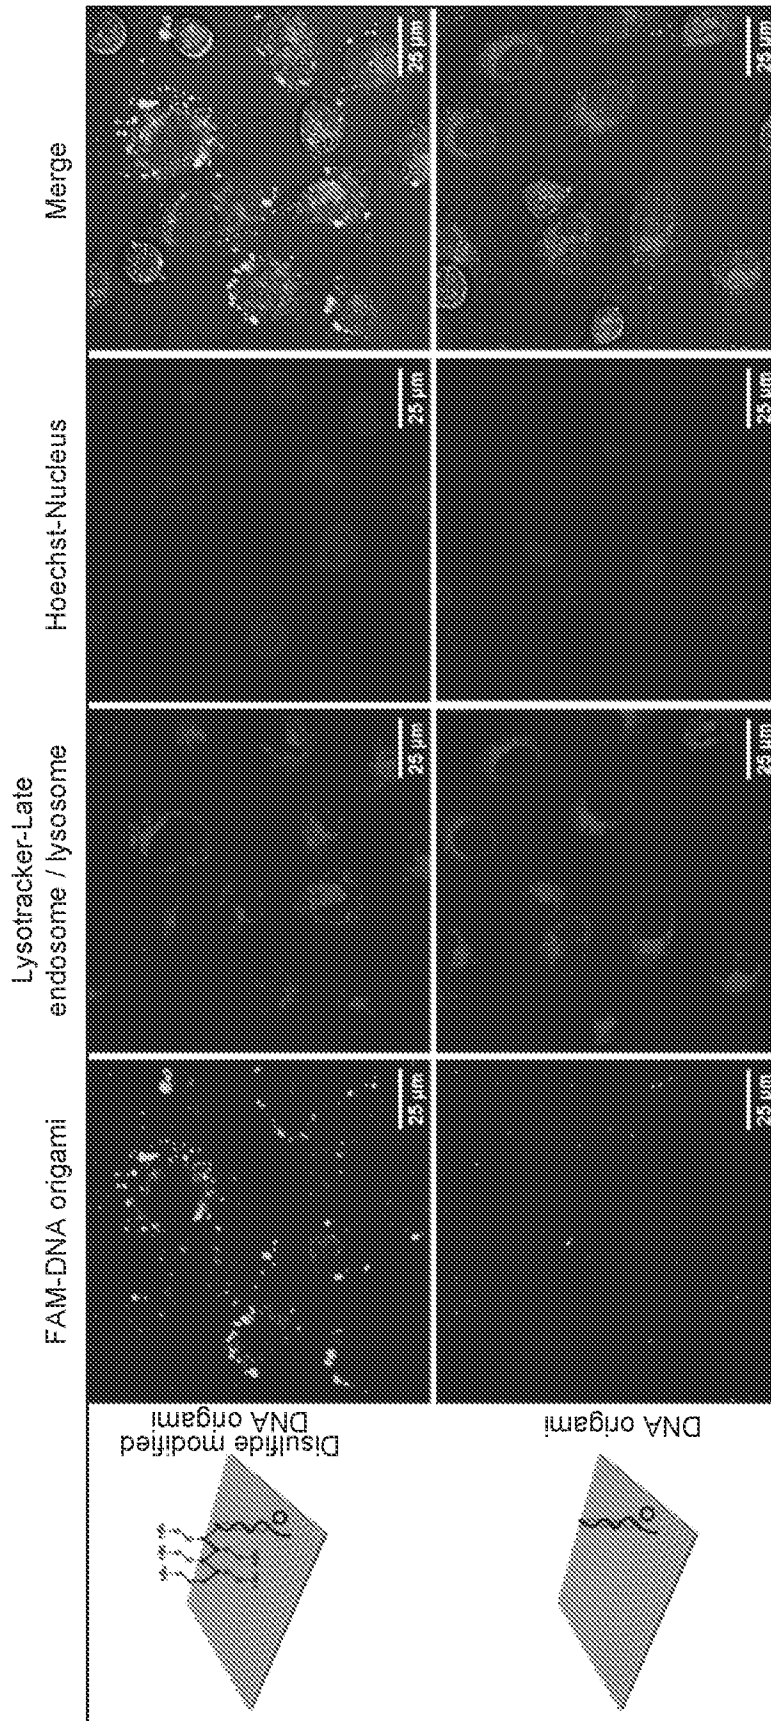 FAM-DNA origami
Lysotracker-Late
endosome / lysosome
Hoechst-Nucleus
Merge
Disulfide modified
DNA origami
25 µm
25 µm
25 µm
25 µm
DNA origami
25 µm
25 µm
25 µm
25 µm